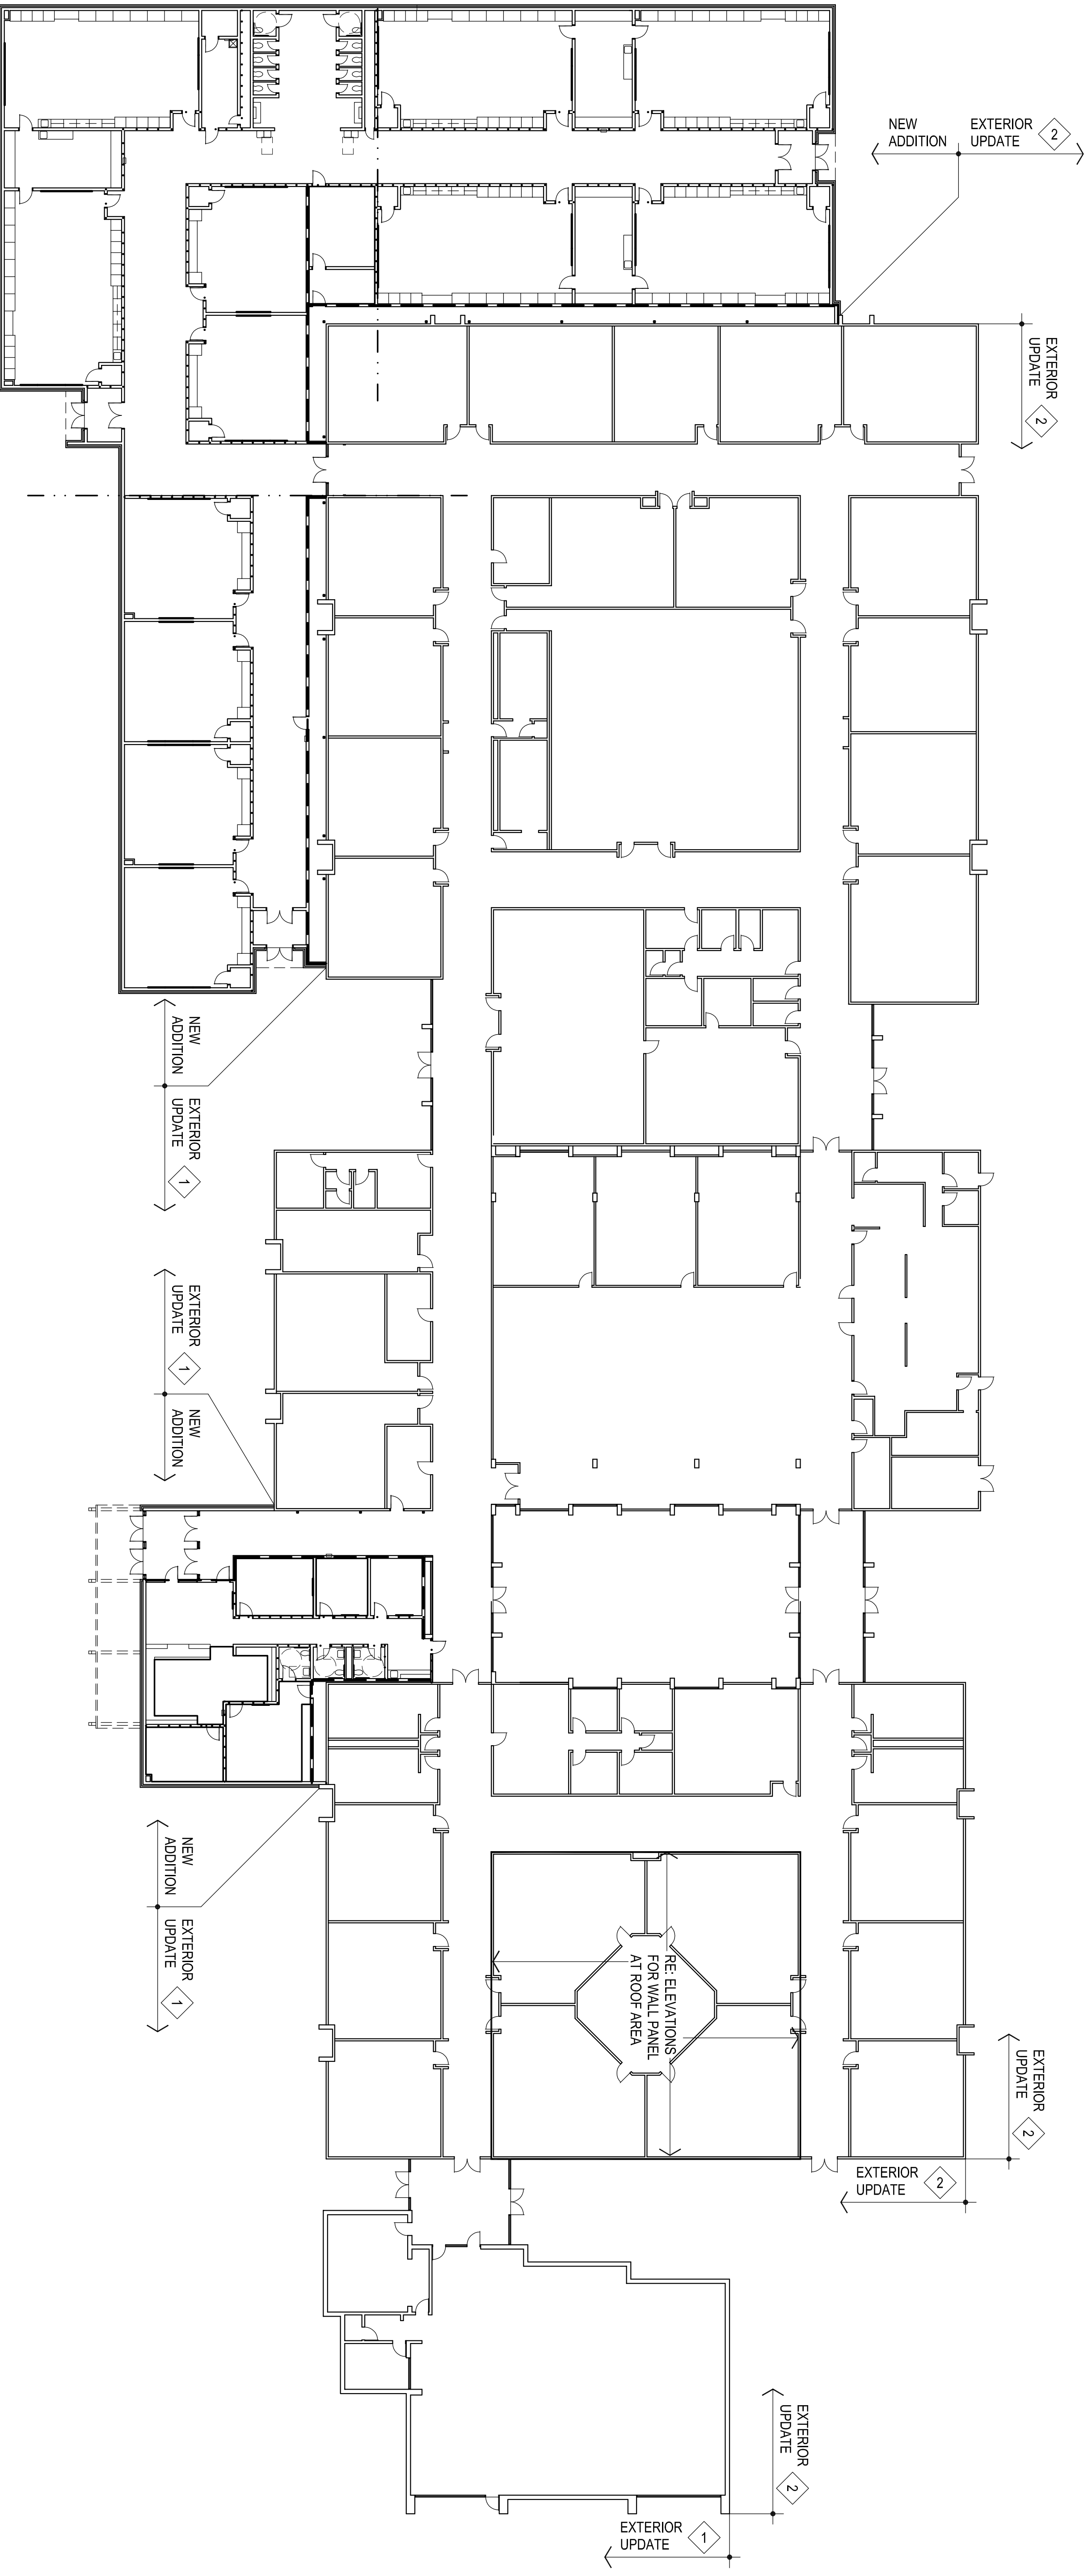 NEW
ADDITION
EXTERIOR
UPDATE
2
EXTERIOR
UPDATE
2
NEW
ADDITION
EXTERIOR
UPDATE
1
EXTERIOR
UPDATE
1
NEW
ADDITION
NEW
ADDITION
EXTERIOR
UPDATE
1
RE: ELEVATIONS
FOR WALL PANEL
AT ROOF AREA
EXTERIOR
UPDATE
2
EXTERIOR
UPDATE
2
EXTERIOR
UPDATE
2
EXTERIOR
UPDATE
1